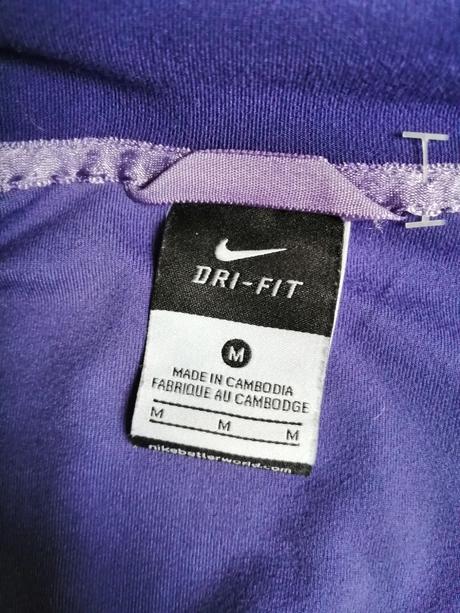 DRI-FIT
M
MADE IN CAMBODIA
FABRIQUE AU CAMBODGE
M M M
nikebetterworld.com